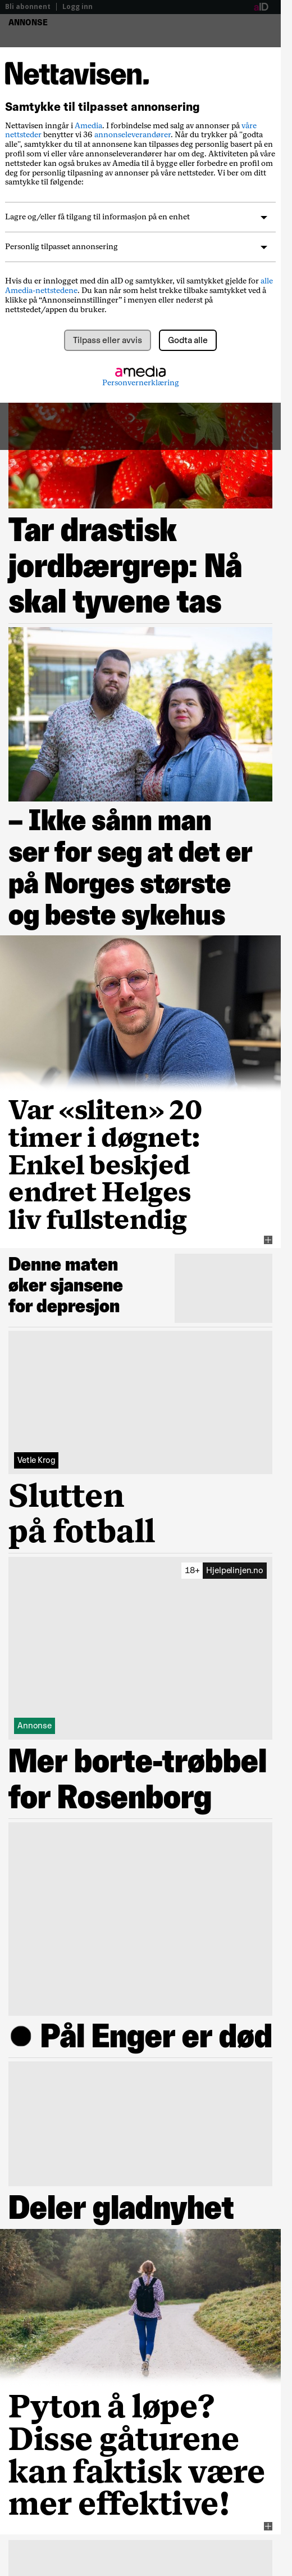 Bli abonnent | Logg inn
aID
ANNONSE
Nettavisen.
Samtykke til tilpasset annonsering
Nettavisen inngår i Amedia. I forbindelse med salg av annonser på våre
nettsteder benytter vi 36 annonseleverandører. Når du trykker på "godta
alle", samtykker du til at annonsene kan tilpasses deg personlig basert på en
profil som vi eller våre annonseleverandører har om deg. Aktiviteten på våre
nettsteder kan også brukes av Amedia til å bygge eller forbedre en profil om
deg for personlig tilpasning av annonser på våre nettsteder. Vi ber om ditt
samtykke til følgende:
Lagre og/eller få tilgang til informasjon på en enhet
Personlig tilpasset annonsering
Hvis du er innlogget med din aID og samtykker, vil samtykket gjelde for alle
Amedia-nettstedene. Du kan når som helst trekke tilbake samtykket ved å
klikke på “Annonseinnstillinger” i menyen eller nederst på
nettstedet/appen du bruker.
Tilpass eller avvis
Godta alle
amedia
Personvernerklæring
Tar drastisk
jordbærgrep: Nå
skal tyvene tas
– Ikke sånn man
ser for seg at det er
på Norges største
og beste sykehus
Var «sliten» 20
timer i døgnet:
Enkel beskjed
endret Helges
liv fullstendig
Denne maten
øker sjansene
for depresjon
Vetle Krog
Slutten
på fotball
18+ Hjelpelinjen.no
Annonse
Mer borte-trøbbel
for Rosenborg
● Pål Enger er død
Deler gladnyhet
Pyton å løpe?
Disse gåturene
kan faktisk være
mer effektive!